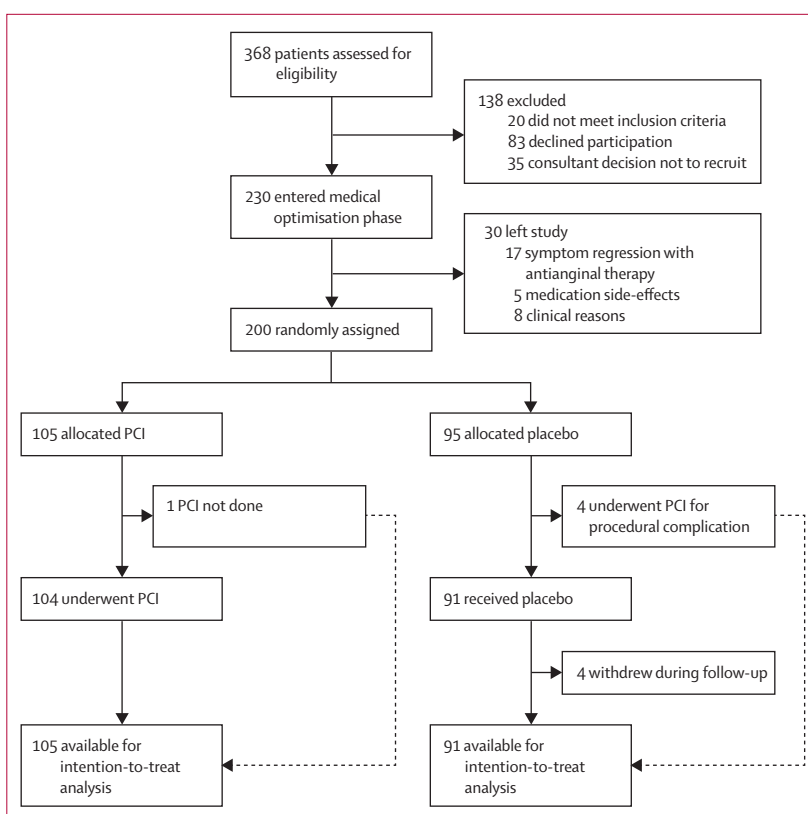 368 patients assessed for
eligibility
138 excluded
20 did not meet inclusion criteria
83 declined participation
35 consultant decision not to recruit
230 entered medical
optimisation phase
30 left study
17 symptom regression with
antianginal therapy
5 medication side-effects
8 clinical reasons
200 randomly assigned
105 allocated PCI
95 allocated placebo
1 PCI not done
4 underwent PCI for
procedural complication
104 underwent PCI
91 received placebo
4 withdrew during follow-up
105 available for
intention-to-treat
analysis
91 available for
intention-to-treat
analysis